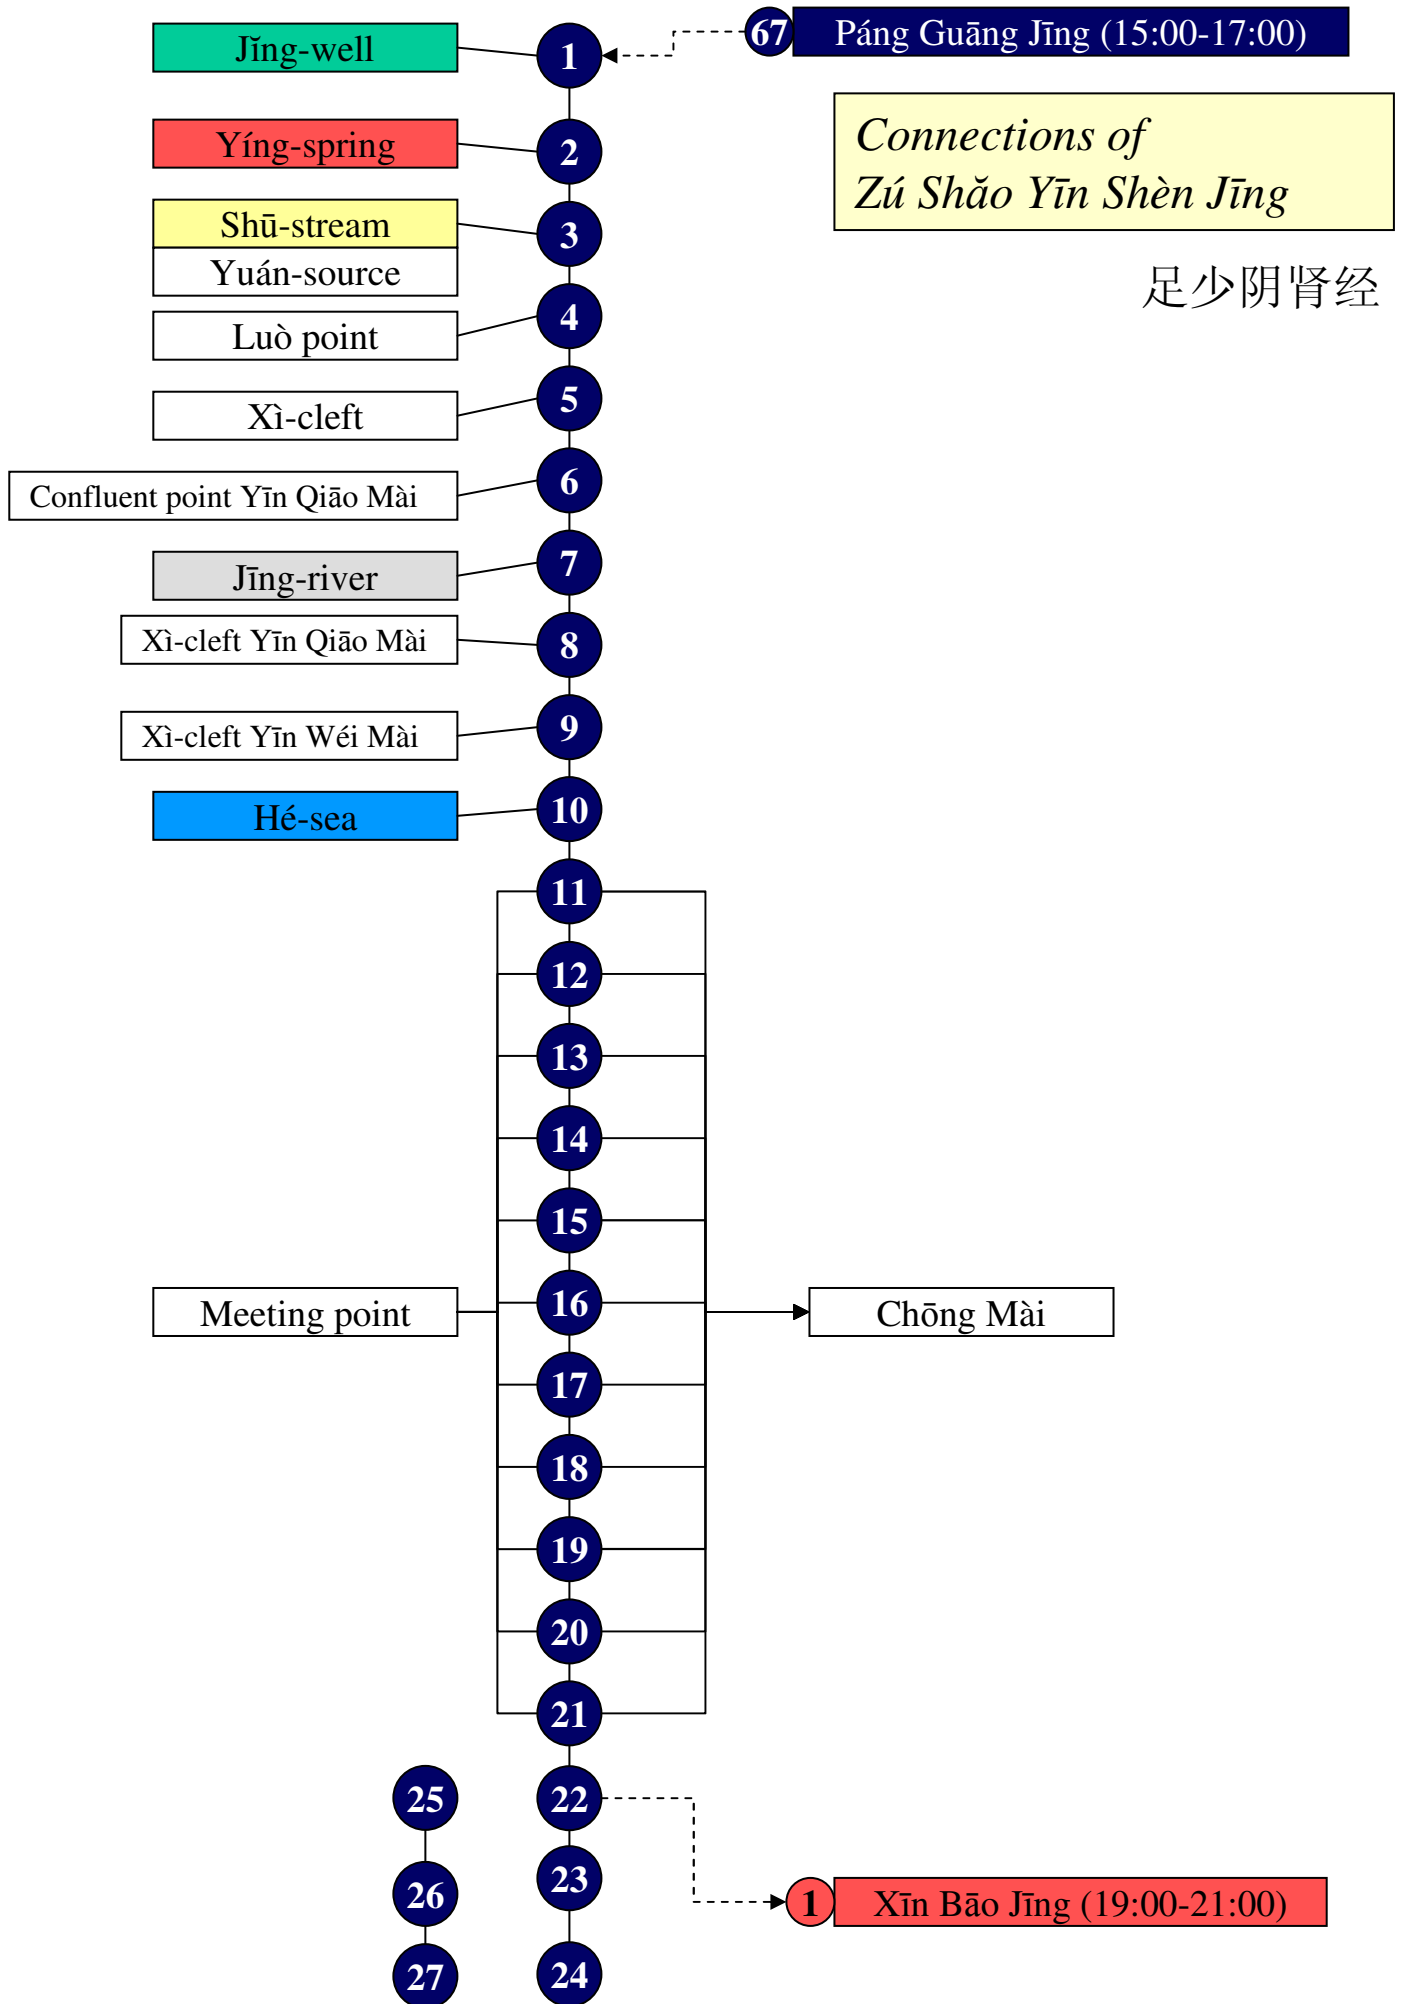 67 Páng Guāng Jīng (15:00-17:00)
Jĭng-well 1
Connections of
Zú Shăo Yīn Shèn Jīng
足少阴肾经
Yíng-spring 2
Shū-stream 3
Yuán-source
Luò point 4
Xì-cleft 5
Confluent point Yīn Qiāo Mài 6
Jīng-river 7
Xì-cleft Yīn Qiāo Mài 8
Xì-cleft Yīn Wéi Mài 9
Hé-sea 10
11
12
13
14
15
Meeting point 16 Chōng Mài
17
18
19
20
21
25 22
26 23 1 Xīn Bāo Jīng (19:00-21:00)
27 24